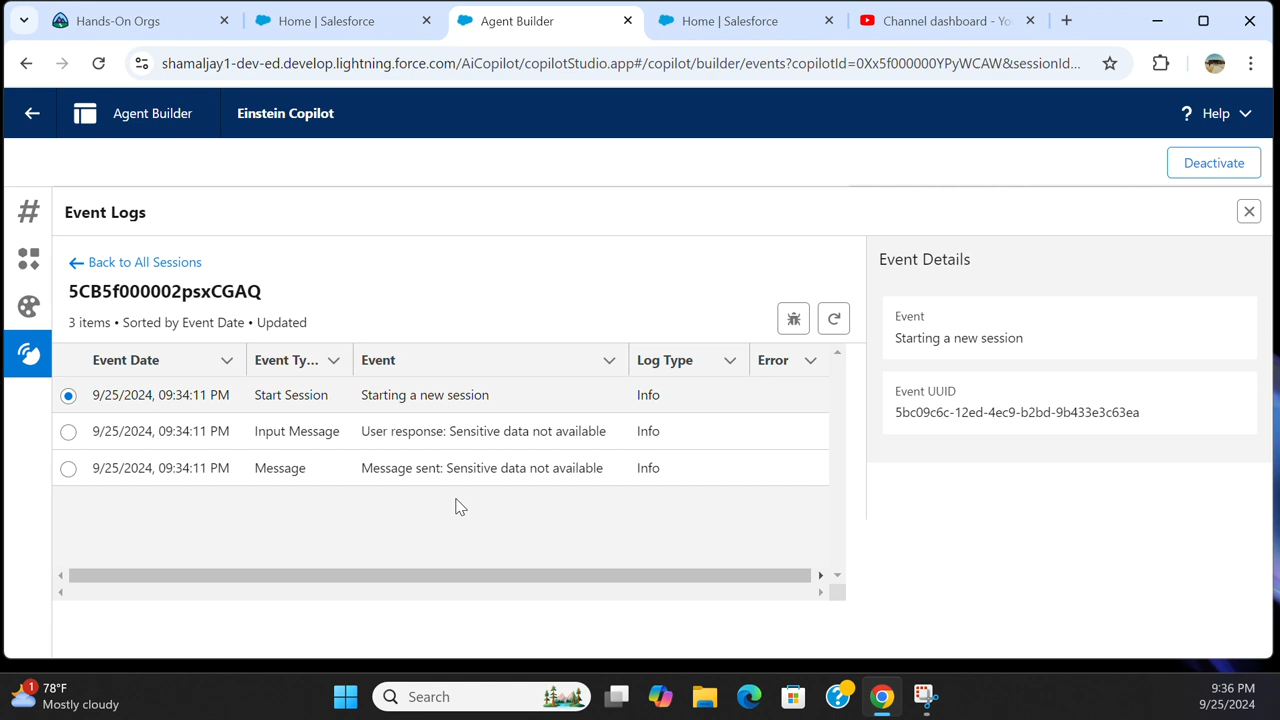 Hands-On Orgs
Home | Salesforce
Agent Builder
Home | Salesforce
Channel dashboard - Yo
shamaljay1-dev-ed.develop.lightning.force.com/AiCopilot/copilotStudio.app#/copilot/builder/events?copilotId=0Xx5f000000YPyWCAW&sessionId...
Agent Builder
Einstein Copilot
? Help
Deactivate
Event Logs
Back to All Sessions
5CB5f000002psxCGAQ
3 items • Sorted by Event Date • Updated
Event Date Event Ty... Event Log Type Error
9/25/2024, 09:34:11 PM Start Session Starting a new session Info
9/25/2024, 09:34:11 PM Input Message User response: Sensitive data not available Info
9/25/2024, 09:34:11 PM Message Message sent: Sensitive data not available Info
Event Details
Event
Starting a new session
Event UUID
5bc09c6c-12ed-4ec9-b2bd-9b433e3c63ea
1
78°F
Mostly cloudy
Search
9:36 PM
9/25/2024